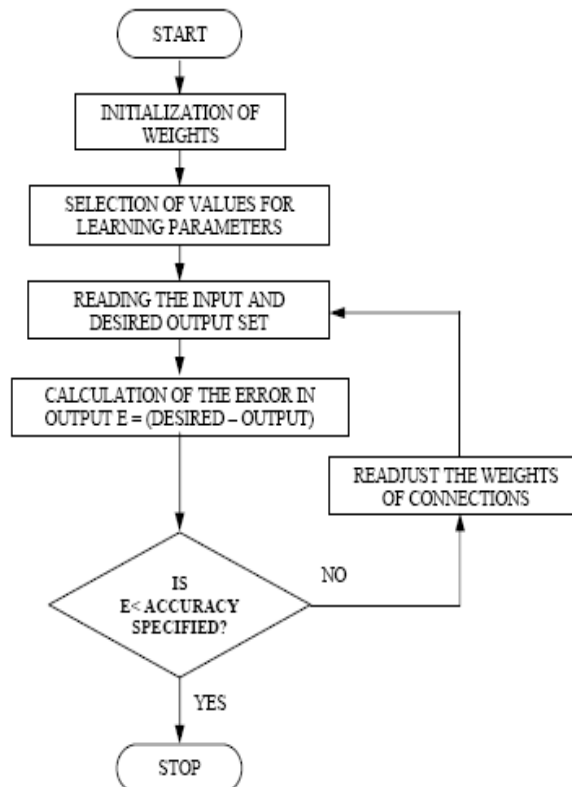 START
INITIALIZATION OF
WEIGHTS
SELECTION OF VALUES FOR
LEARNING PARAMETERS
READING THE INPUT AND
DESIRED OUTPUT SET
CALCULATION OF THE ERROR IN
OUTPUT E = (DESIRED – OUTPUT)
READJUST THE WEIGHTS
OF CONNECTIONS
IS
E< ACCURACY
SPECIFIED?
NO
YES
STOP